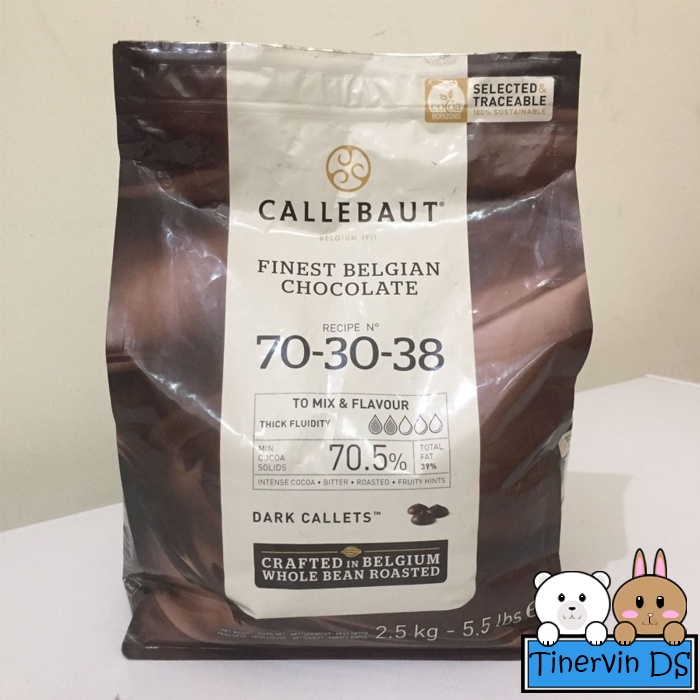 SELECTED &
TRACEABLE
100% SUSTAINABLE
cocoa
HORIZONS
CALLEBAUT®
BELGIUM 1911
FINEST BELGIAN
CHOCOLATE
RECIPE N°
70-30-38
TO MIX & FLAVOUR
THICK FLUIDITY
MIN.
COCOA
SOLIDS
70.5%
TOTAL
FAT
39%
INTENSE COCOA • BITTER • ROASTED • FRUITY HINTS
DARK CALLETS™
CRAFTED IN BELGIUM
WHOLE BEAN ROASTED
2.5 kg - 5.5 lbs e
Tinervin DS